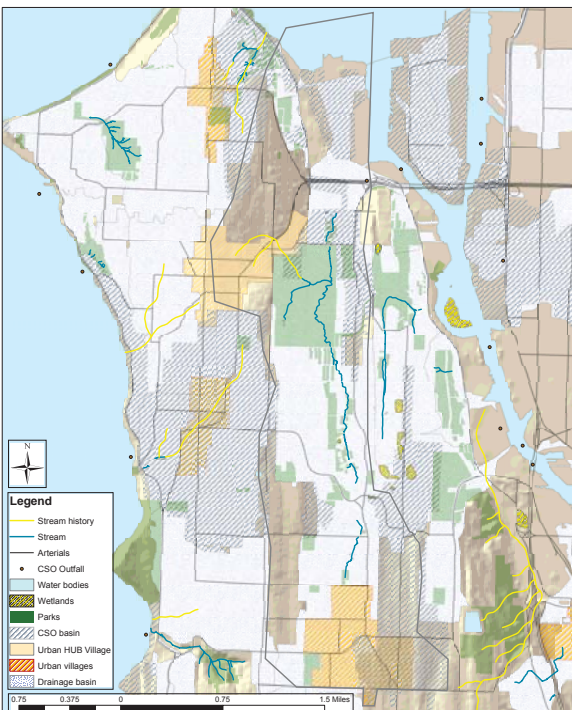 N
Legend
Stream history
Stream
Arterials
CSO Outfall
Water bodies
Wetlands
Parks
CSO basin
Urban HUB Village
Urban villages
Drainage basin
0.75 0.375 0 0.75 1.5 Miles